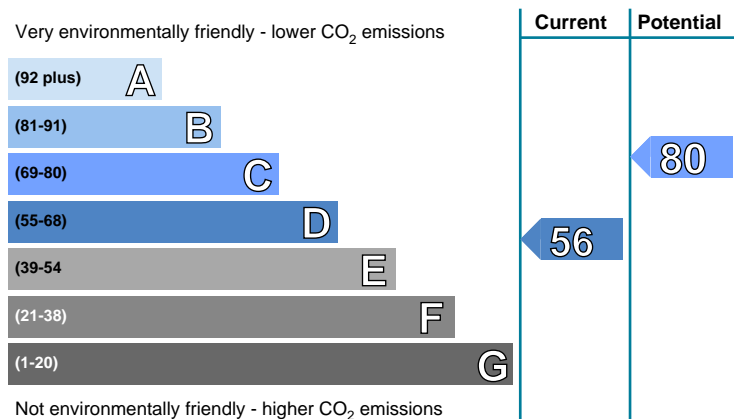 Current Potential
Very environmentally friendly - lower CO2 emissions
(92 plus) A
(81-91) B
(69-80) C
80
(55-68) D
56
(39-54 E
(21-38) F
(1-20) G
Not environmentally friendly - higher CO2 emissions